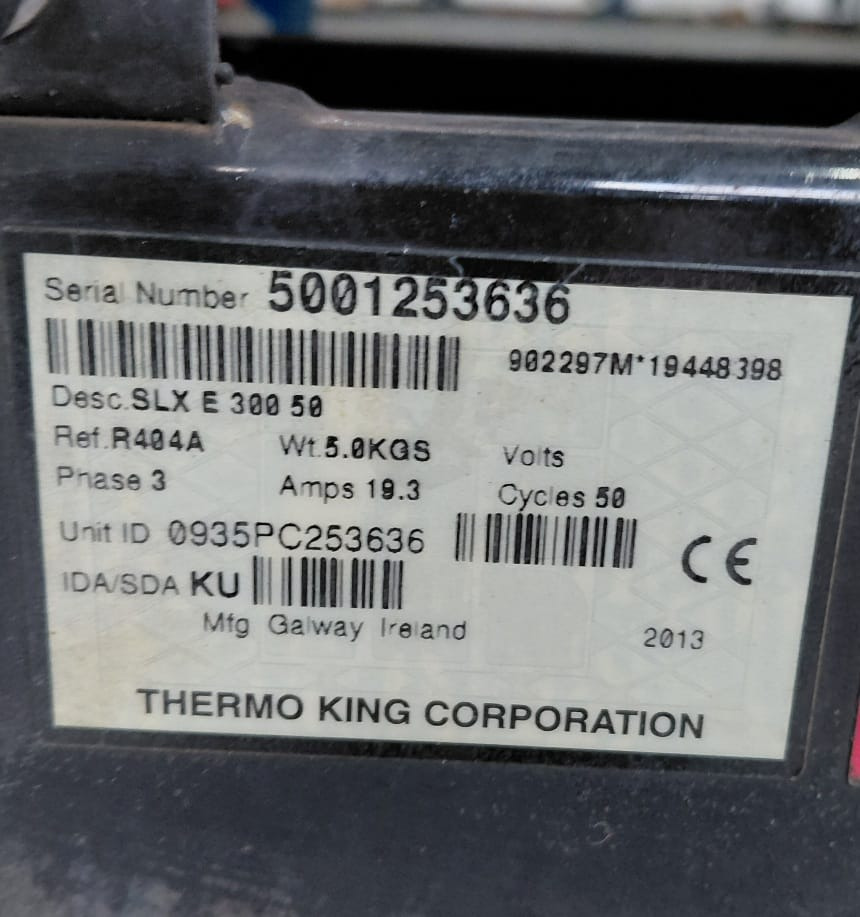 Serial Number 5001253636
902297M*19448398
Desc.SLX E 300 50
Ref.R404A Wt.5.0KGS Volts
Phase 3 Amps 19.3 Cycles 50
Unit ID 0935PC253636
CE
IDA/SDA KU
Mfg Galway Ireland 2013
THERMO KING CORPORATION